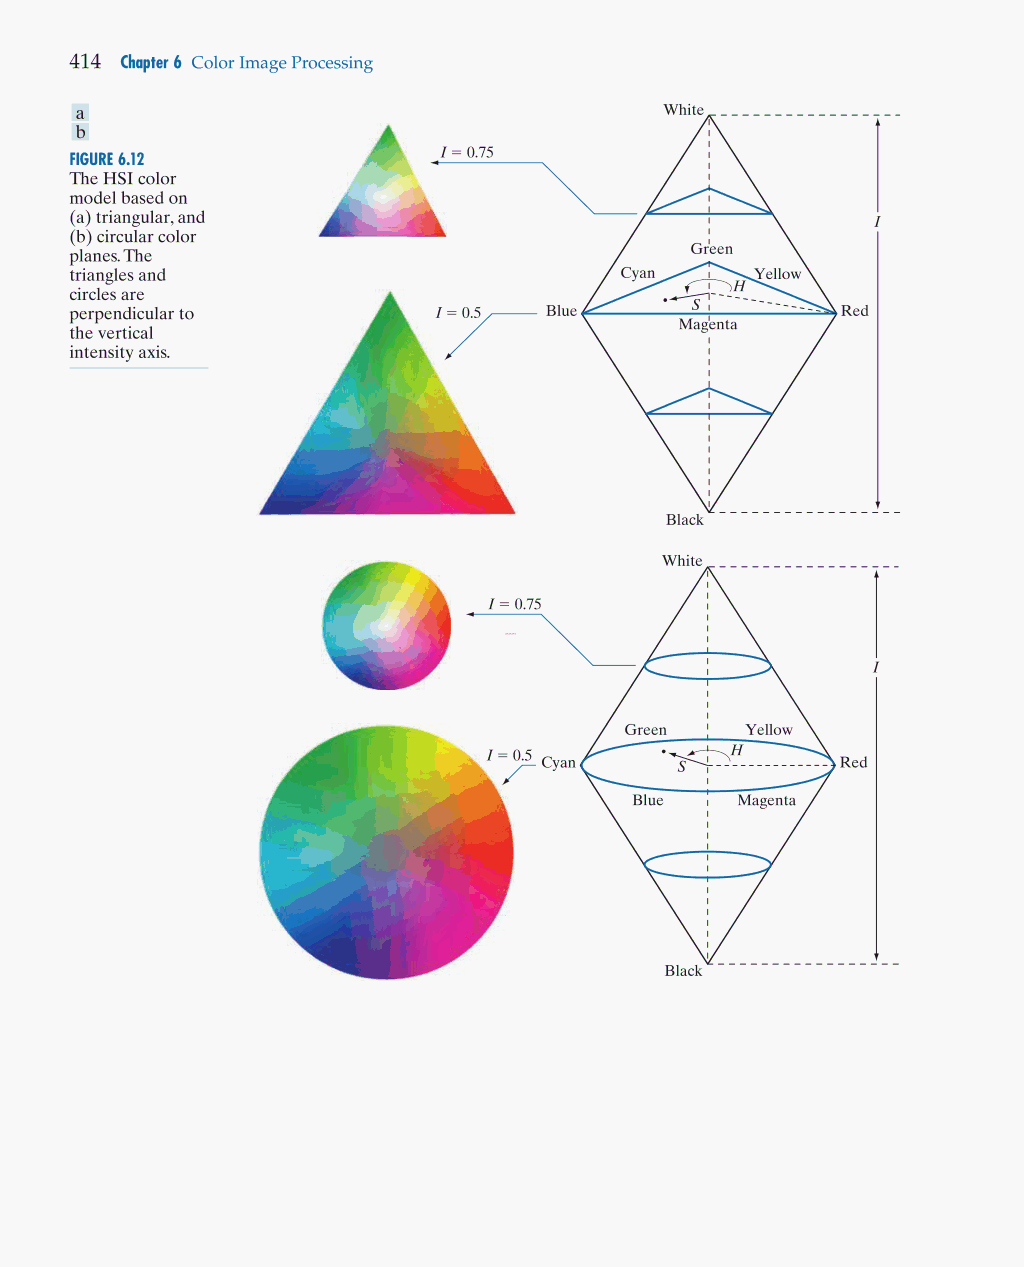 414 Chapter 6 Color Image Processing
a
b
FIGURE 6.12
The HSI color
model based on
(a) triangular, and
(b) circular color
planes. The
triangles and
circles are
perpendicular to
the vertical
intensity axis.
White
I = 0.75
I
Green
Cyan
Yellow
H
S
I = 0.5
Blue
Red
Magenta
Black
White
I = 0.75
I
Green
Yellow
H
I = 0.5
Cyan
S
Red
Blue
Magenta
Black